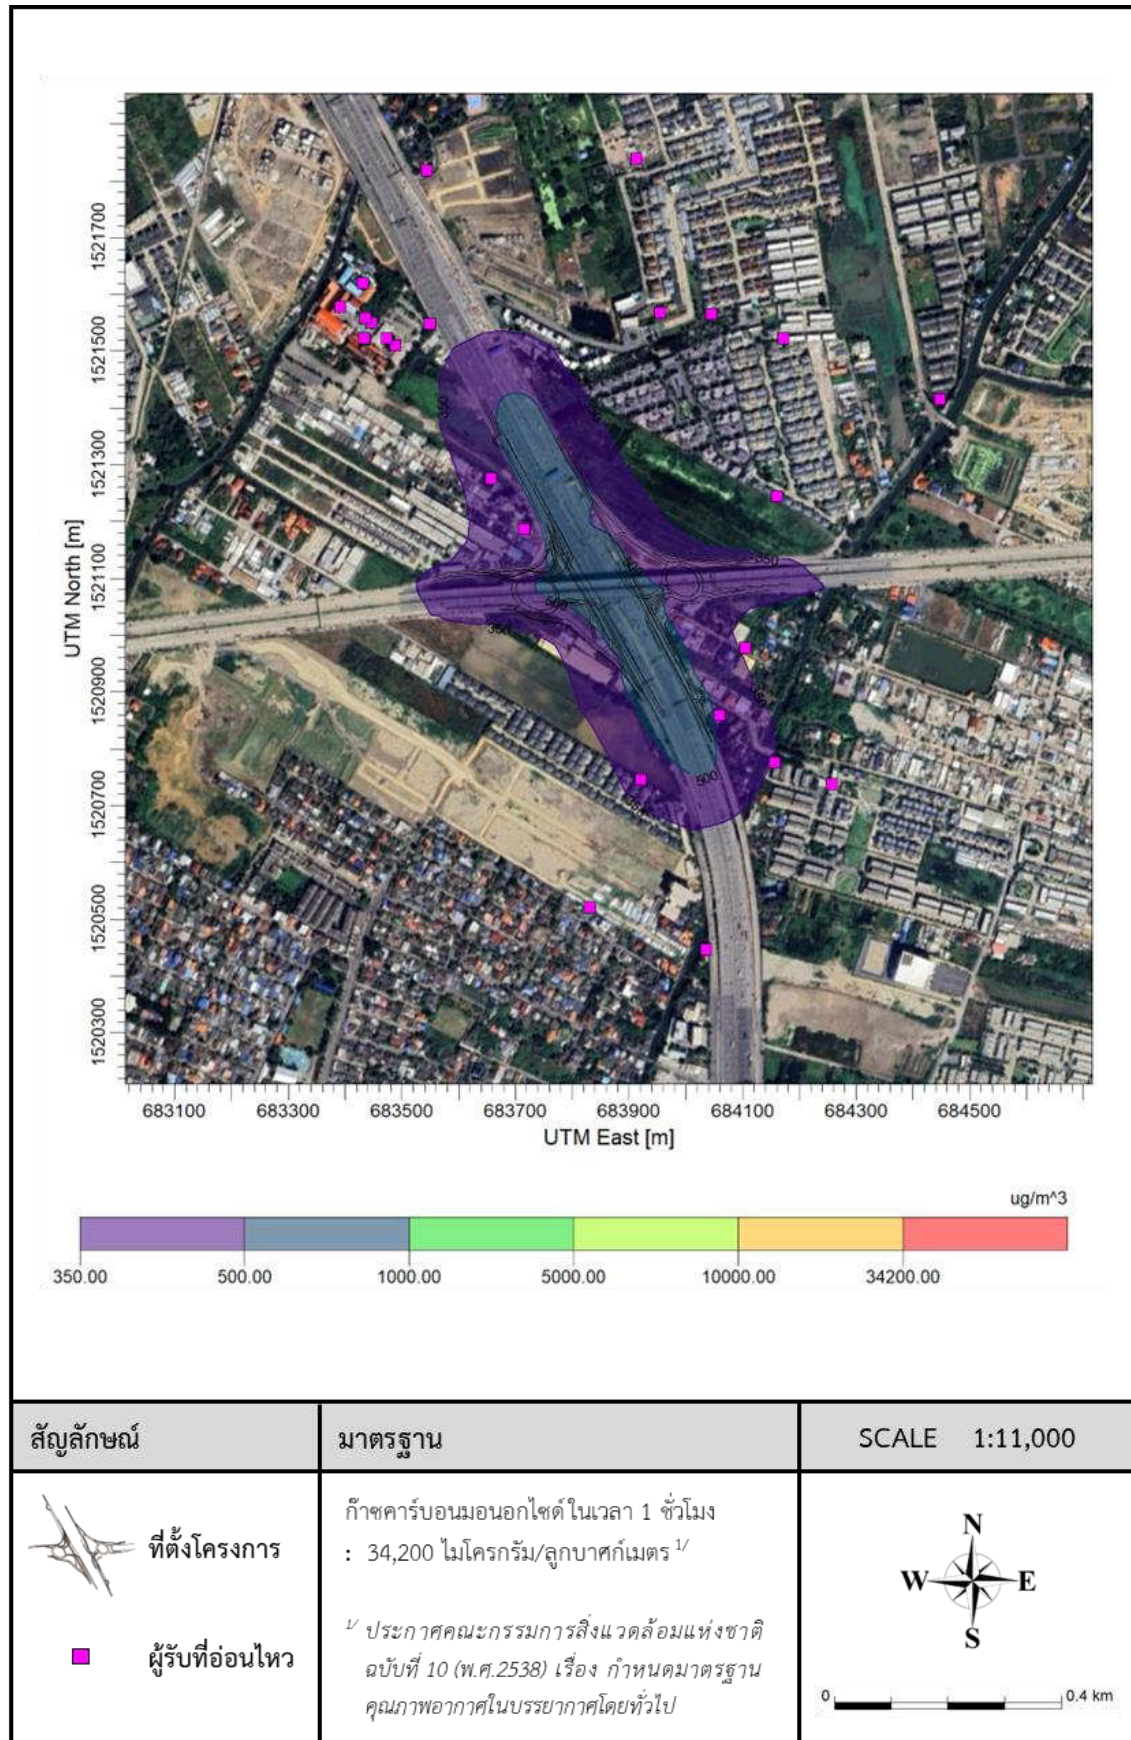 1521700
1521500
1521300
1521100
1520900
1520700
1520500
1520300
UTM North [m]
350
500
500
350
500
683100 683300 683500 683700 683900 684100 684300 684500
UTM East [m]
ug/m^3
350.00 500.00 1000.00 5000.00 10000.00 34200.00
สัญลักษณ์
ที่ตั้งโครงการ
ผู้รับที่อ่อนไหว
มาตรฐาน
ก๊าซคาร์บอนมอนอกไซด์ ในเวลา 1 ชั่วโมง
: 34,200 ไมโครกรัม/ลูกบาศก์เมตร 1/
1/ ประกาศคณะกรรมการสิ่งแวดล้อมแห่งชาติ
ฉบับที่ 10 (พ.ศ.2538) เรื่อง กำหนดมาตรฐาน
คุณภาพอากาศในบรรยากาศโดยทั่วไป
SCALE 1:11,000
N
W E
S
0 0.4 km